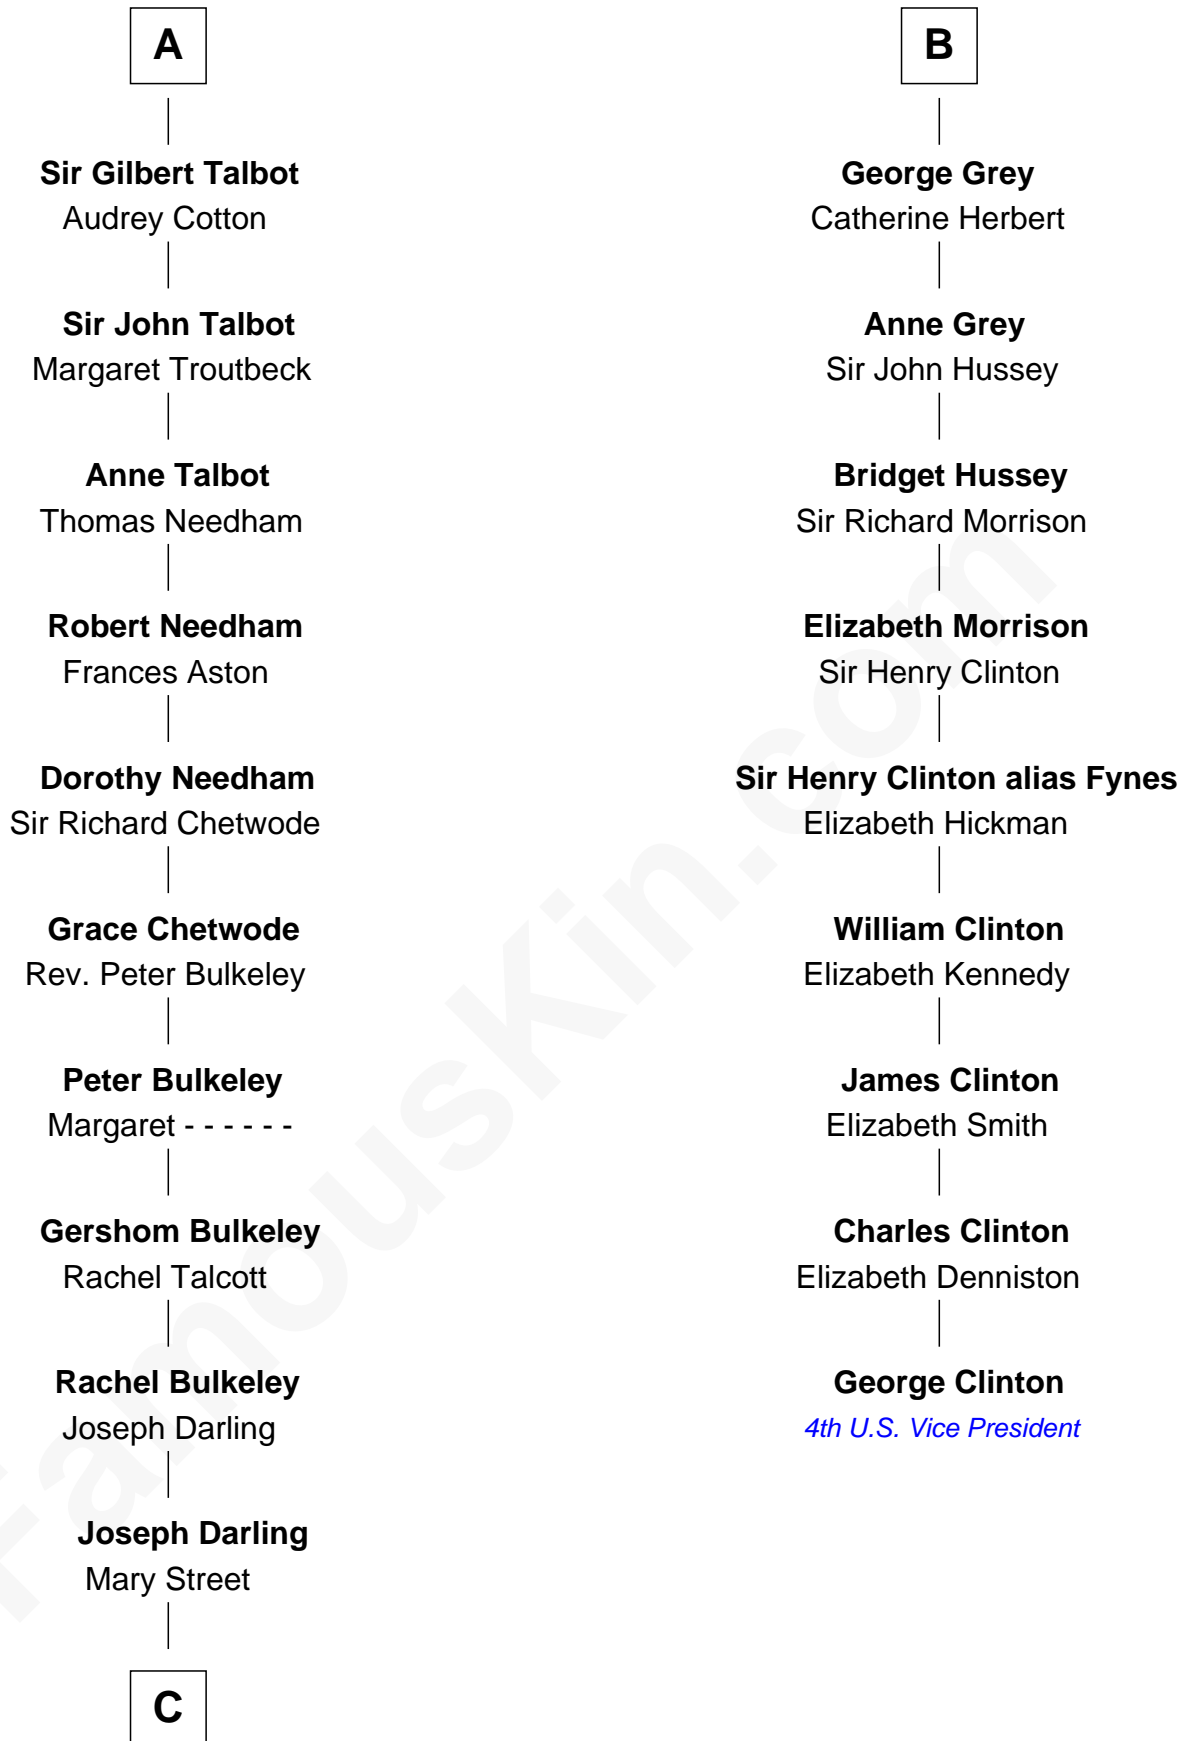 A
Sir Gilbert Talbot
Audrey Cotton
Sir John Talbot
Margaret Troutbeck
Anne Talbot
Thomas Needham
Robert Needham
Frances Aston
Dorothy Needham
Sir Richard Chetwode
Grace Chetwode
Rev. Peter Bulkeley
Peter Bulkeley
Margaret - - - - - -
Gershom Bulkeley
Rachel Talcott
Rachel Bulkeley
Joseph Darling
Joseph Darling
Mary Street
C
B
George Grey
Catherine Herbert
Anne Grey
Sir John Hussey
Bridget Hussey
Sir Richard Morrison
Elizabeth Morrison
Sir Henry Clinton
Sir Henry Clinton alias Fynes
Elizabeth Hickman
William Clinton
Elizabeth Kennedy
James Clinton
Elizabeth Smith
Charles Clinton
Elizabeth Denniston
George Clinton
4th U.S. Vice President
FamousKin.com